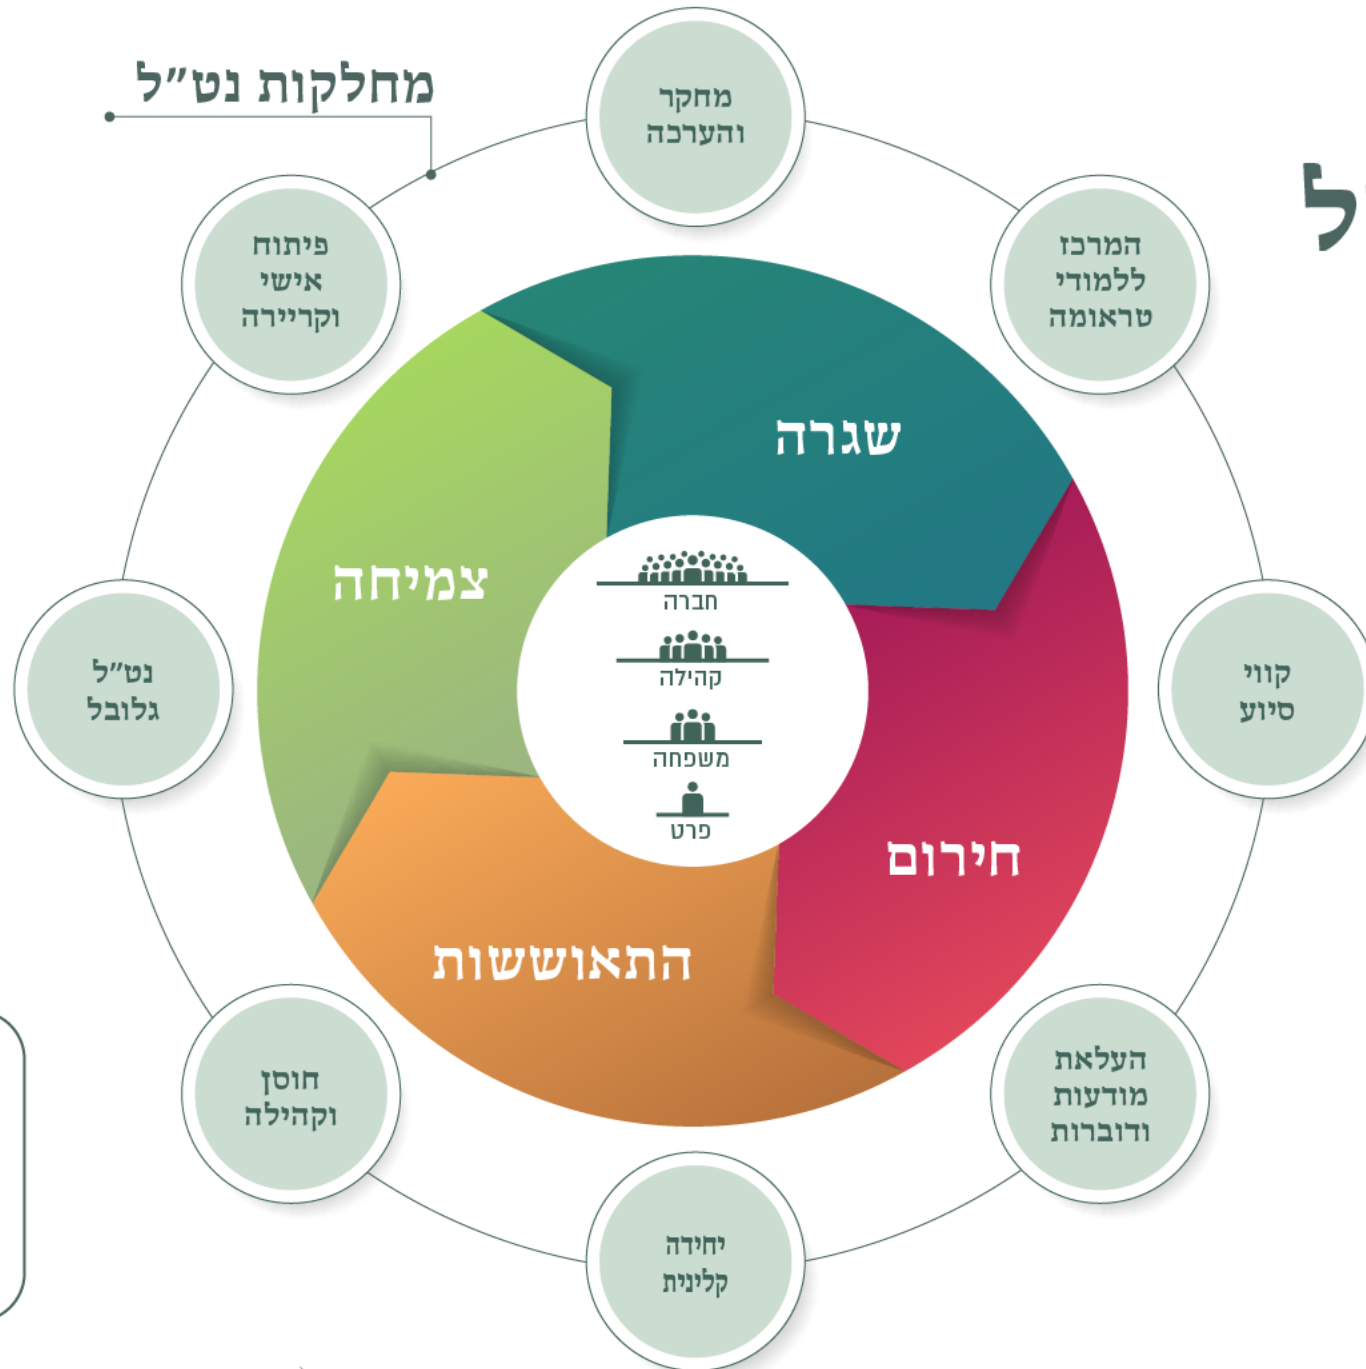 מחלקות נט״ל
מחקר
והערכה
המרכז
ללמודי
טראומה
קווי
סיוע
העלאת
מודעות
ודוברות
יחידה
קלינית
חוסן
וקהילה
נט״ל
גלובל
פיתוח
אישי
וקריירה
שגרה
חירום
התאוששות
צמיחה
חברה
קהילה
משפחה
פרט